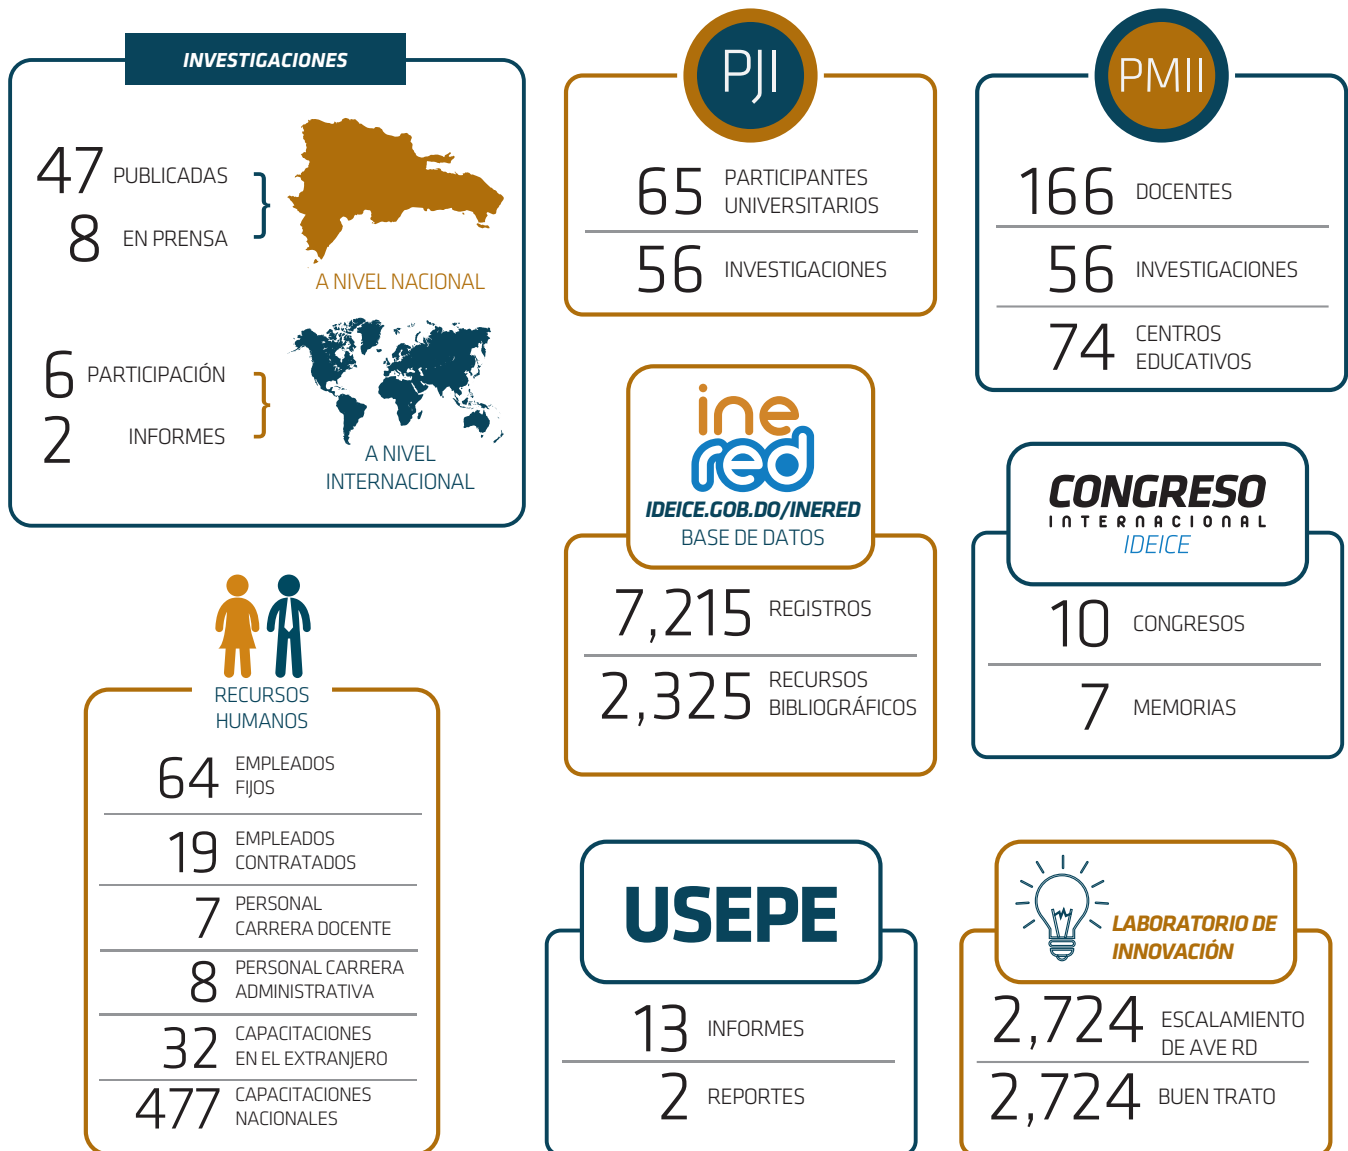 INVESTIGACIONES
47 PUBLICADAS
8 EN PRENSA
A NIVEL NACIONAL
6 PARTICIPACIÓN
2 INFORMES
A NIVEL
INTERNACIONAL
PJI
65 PARTICIPANTES
UNIVERSITARIOS
56 INVESTIGACIONES
PMII
166 DOCENTES
56 INVESTIGACIONES
74 CENTROS
EDUCATIVOS
ine
red
IDEICE.GOB.DO/INERED
BASE DE DATOS
7,215 REGISTROS
2,325 RECURSOS
BIBLIOGRÁFICOS
CONGRESO
INTERNACIONAL
IDEICE
10 CONGRESOS
7 MEMORIAS
RECURSOS
HUMANOS
64 EMPLEADOS
FIJOS
19 EMPLEADOS
CONTRATADOS
7 PERSONAL
CARRERA DOCENTE
8 PERSONAL CARRERA
ADMINISTRATIVA
32 CAPACITACIONES
EN EL EXTRANJERO
477 CAPACITACIONES
NACIONALES
USEPE
13 INFORMES
2 REPORTES
LABORATORIO DE
INNOVACIÓN
2,724 ESCALAMIENTO
DE AVE RD
2,724 BUEN TRATO